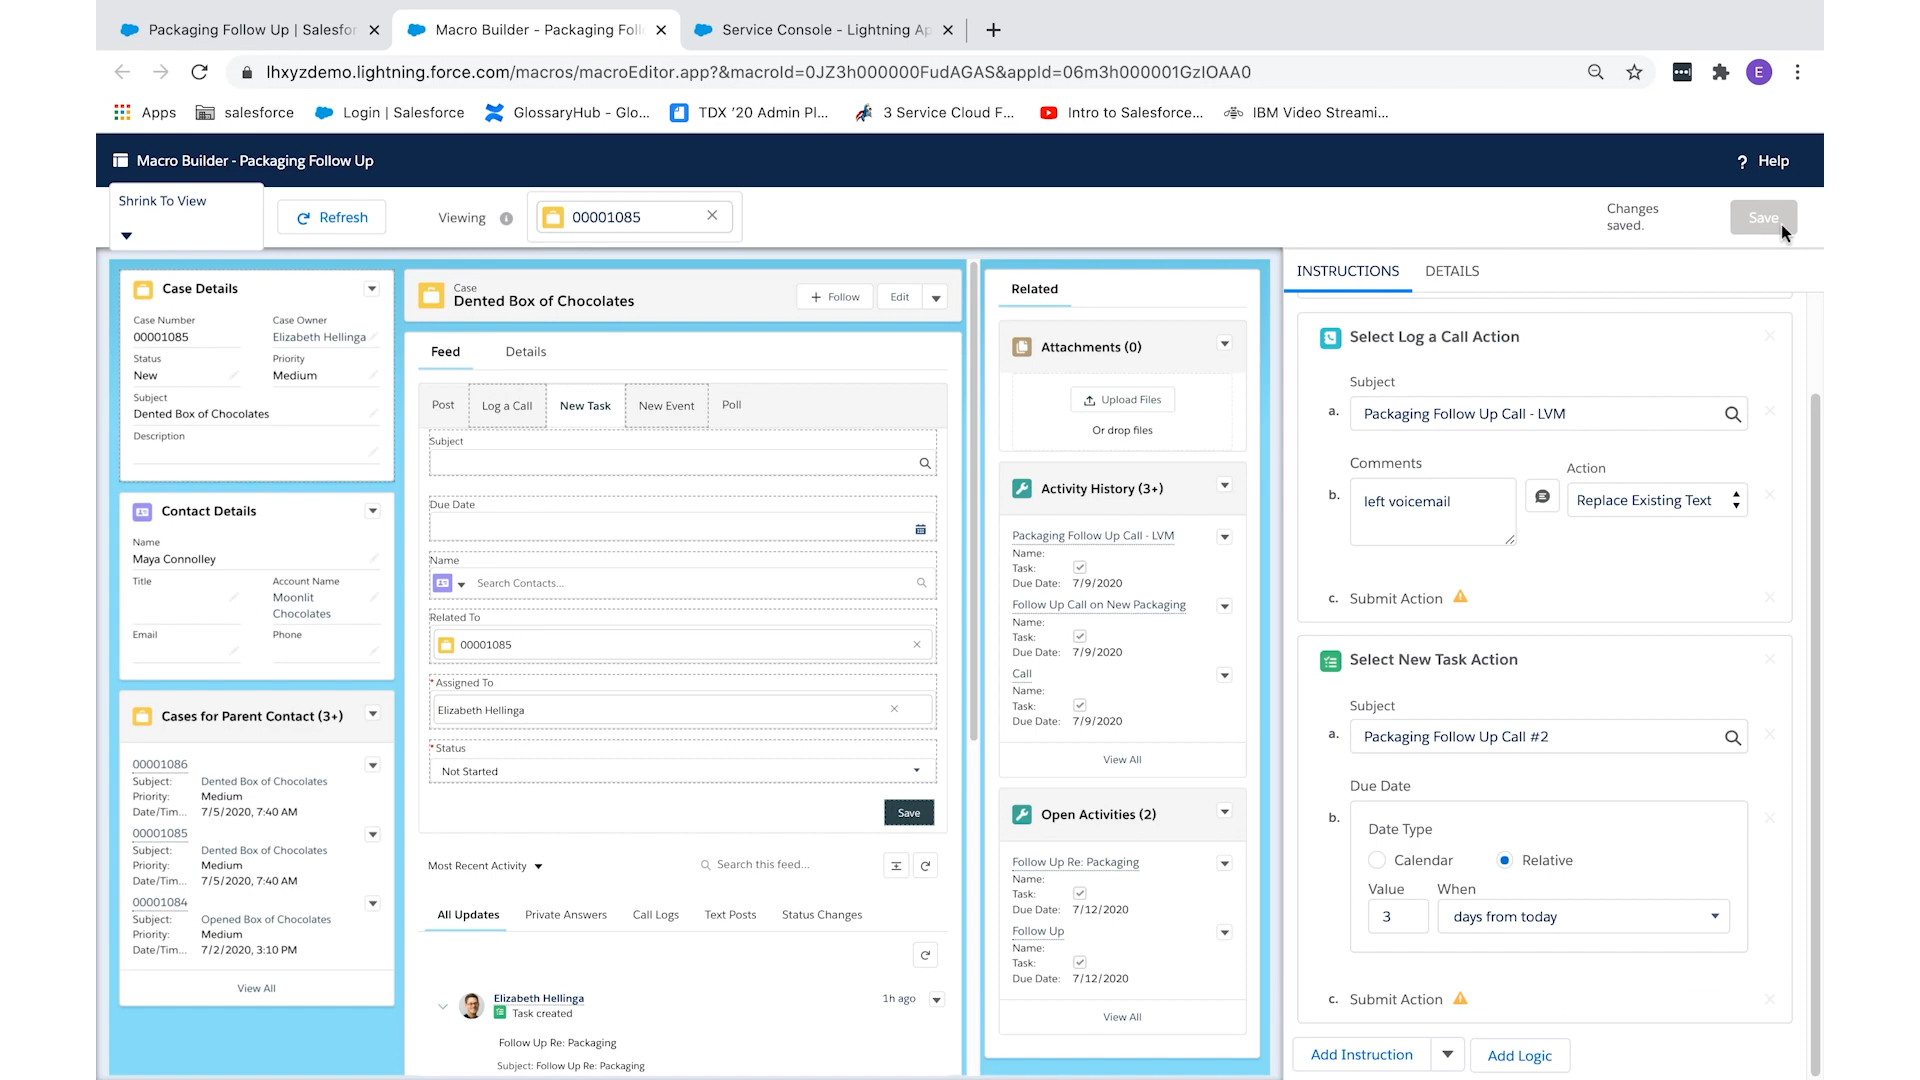 Packaging Follow Up | Salesfor
Macro Builder - Packaging Foll
Service Console - Lightning Ap
lhxyzdemo.lightning.force.com/macros/macroEditor.app?&macroId=0JZ3h000000FudAGAS&appId=06m3h000001GzIOAA0
E
Apps
salesforce
Login | Salesforce
GlossaryHub - Glo...
TDX '20 Admin Pl...
3 Service Cloud F...
Intro to Salesforce...
IBM Video Streami...
Macro Builder - Packaging Follow Up
? Help
Shrink To View
Refresh
Viewing
00001085
Changes saved.
Save
Case Details
Case Number
00001085
Case Owner
Elizabeth Hellinga
Status
New
Priority
Medium
Subject
Dented Box of Chocolates
Description
Contact Details
Name
Maya Connolley
Title
Account Name
Moonlit
Chocolates
Email
Phone
Cases for Parent Contact (3+)
00001086
Subject: Dented Box of Chocolates
Priority: Medium
Date/Tim... 7/5/2020, 7:40 AM
00001085
Subject: Dented Box of Chocolates
Priority: Medium
Date/Tim... 7/5/2020, 7:40 AM
00001084
Subject: Opened Box of Chocolates
Priority: Medium
Date/Tim... 7/2/2020, 3:10 PM
View All
Case
Dented Box of Chocolates
+ Follow
Edit
Feed
Details
Post
Log a Call
New Task
New Event
Poll
Subject
Due Date
Name
Search Contacts...
Related To
00001085
* Assigned To
Elizabeth Hellinga
* Status
Not Started
Save
Most Recent Activity
Search this feed...
All Updates
Private Answers
Call Logs
Text Posts
Status Changes
Elizabeth Hellinga
Task created
1h ago
Follow Up Re: Packaging
Subject: Follow Up Re: Packaging
Related
Attachments (0)
Upload Files
Or drop files
Activity History (3+)
Packaging Follow Up Call - LVM
Name:
Task:
Due Date: 7/9/2020
Follow Up Call on New Packaging
Name:
Task:
Due Date: 7/9/2020
Call
Name:
Task:
Due Date: 7/9/2020
View All
Open Activities (2)
Follow Up Re: Packaging
Name:
Task:
Due Date: 7/12/2020
Follow Up
Name:
Task:
Due Date: 7/12/2020
View All
INSTRUCTIONS
DETAILS
Select Log a Call Action
Subject
a. Packaging Follow Up Call - LVM
Comments
Action
b. left voicemail
Replace Existing Text
c. Submit Action
Select New Task Action
Subject
a. Packaging Follow Up Call #2
Due Date
b.
Date Type
Calendar
Relative
Value
When
3
days from today
c. Submit Action
Add Instruction
Add Logic